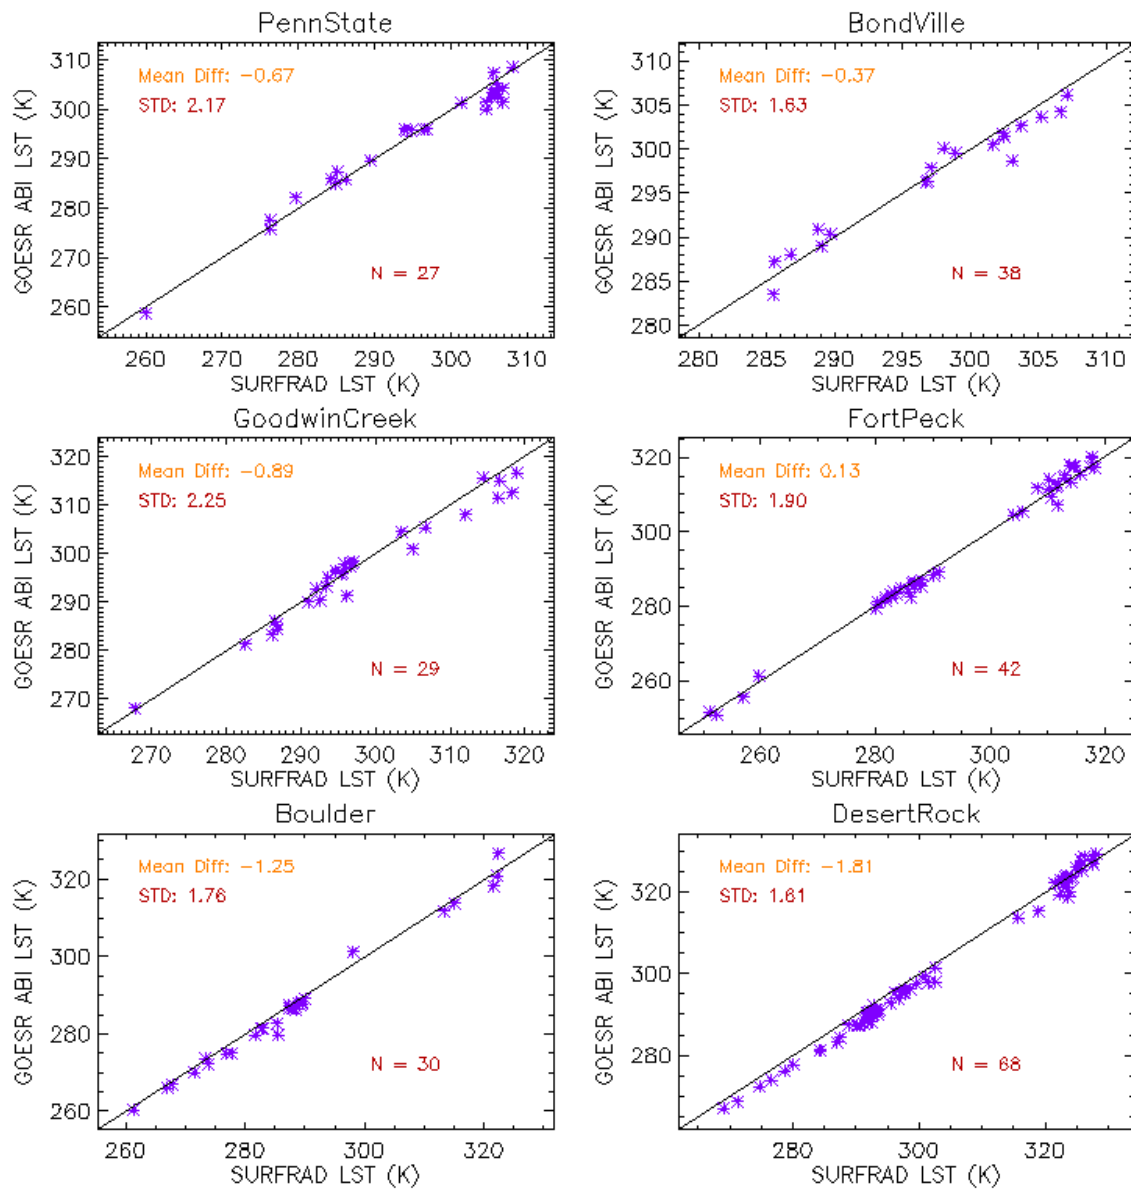 PennState
GOESR ABI LST (K)
310
300
290
280
270
260
Mean Diff: -0.67
STD: 2.17
N = 27
260 270 280 290 300 310
SURFRAD LST (K)
BondVille
GOESR ABI LST (K)
310
305
300
295
290
285
280
Mean Diff: -0.37
STD: 1.63
N = 38
280 285 290 295 300 305 310
SURFRAD LST (K)
GoodwinCreek
GOESR ABI LST (K)
320
310
300
290
280
270
Mean Diff: -0.89
STD: 2.25
N = 29
270 280 290 300 310 320
SURFRAD LST (K)
FortPeck
GOESR ABI LST (K)
320
300
280
260
Mean Diff: 0.13
STD: 1.90
N = 42
260 280 300 320
SURFRAD LST (K)
Boulder
GOESR ABI LST (K)
320
300
280
260
Mean Diff: -1.25
STD: 1.76
N = 30
260 280 300 320
SURFRAD LST (K)
DesertRock
GOESR ABI LST (K)
320
300
280
Mean Diff: -1.81
STD: 1.61
N = 68
280 300 320
SURFRAD LST (K)